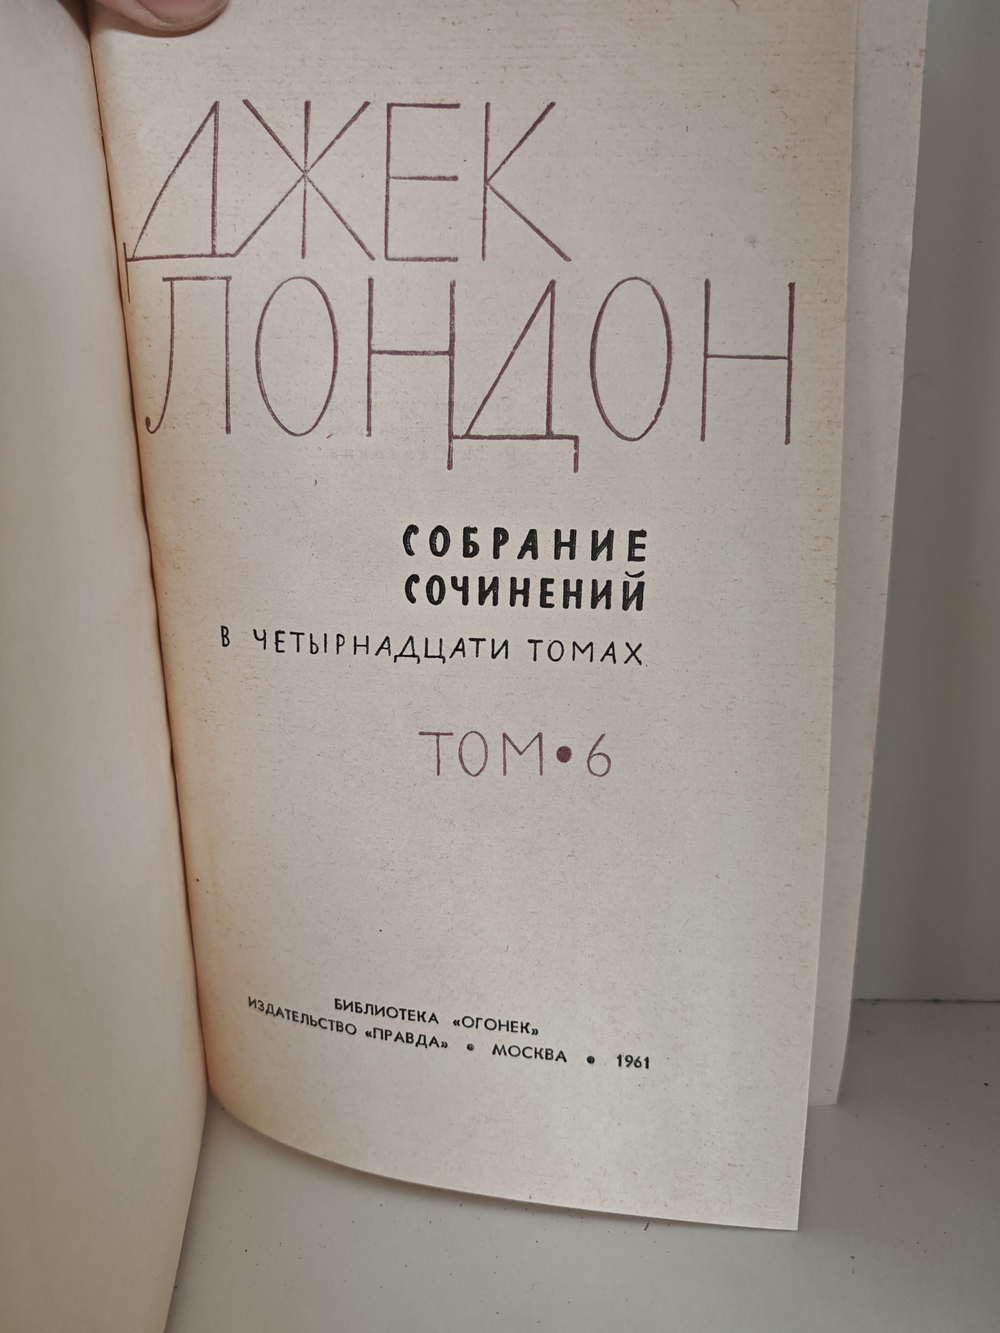 ДЖЕК
ЛОНДОН
СОБРАНИЕ
СОЧИНЕНИЙ
В ЧЕТЫРНАДЦАТИ ТОМАХ
ТОМ • 6
БИБЛИОТЕКА «ОГОНЕК»
ИЗДАТЕЛЬСТВО «ПРАВДА» • МОСКВА • 1961